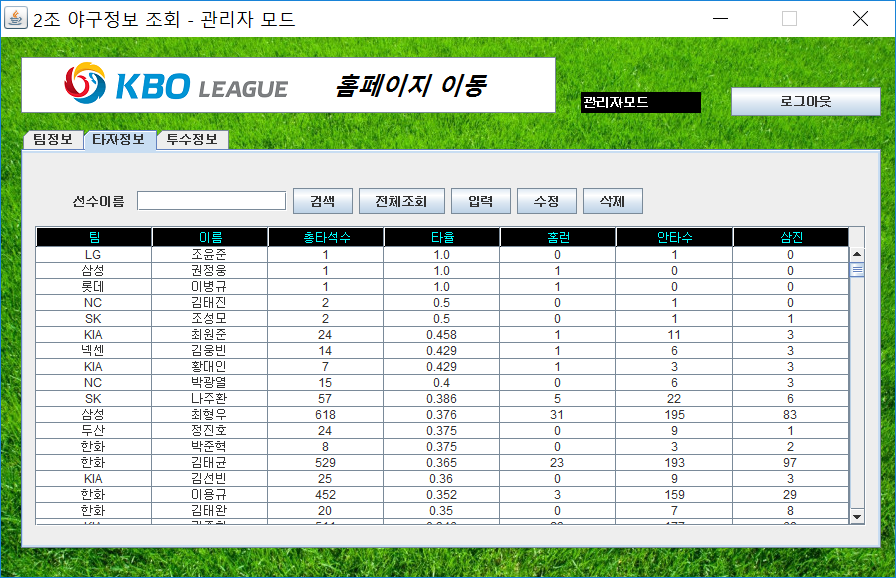 2조 야구정보 조회 - 관리자 모드
KBO LEAGUE 홈페이지 이동
관리자모드 로그아웃
팀정보 타자정보 투수정보
선수이름 검색 전체조회 입력 수정 삭제
팀 이름 총타석수 타율 홈런 안타수 삼진
LG 조윤준 1 1.0 0 1 0
삼성 권정웅 1 1.0 1 0 0
롯데 이병규 1 1.0 1 0 0
NC 김태진 2 0.5 0 1 0
SK 조성모 2 0.5 0 1 1
KIA 최원준 24 0.458 1 11 3
넥센 김웅빈 14 0.429 1 6 3
KIA 황대인 7 0.429 1 3 3
NC 박광열 15 0.4 0 6 3
SK 나주환 57 0.386 5 22 6
삼성 최형우 618 0.376 31 195 83
두산 정진호 24 0.375 0 9 1
한화 박준혁 8 0.375 0 3 2
한화 김태균 529 0.365 23 193 97
KIA 김선빈 25 0.36 0 9 3
한화 이용규 452 0.352 3 159 29
한화 김태완 20 0.35 0 7 8